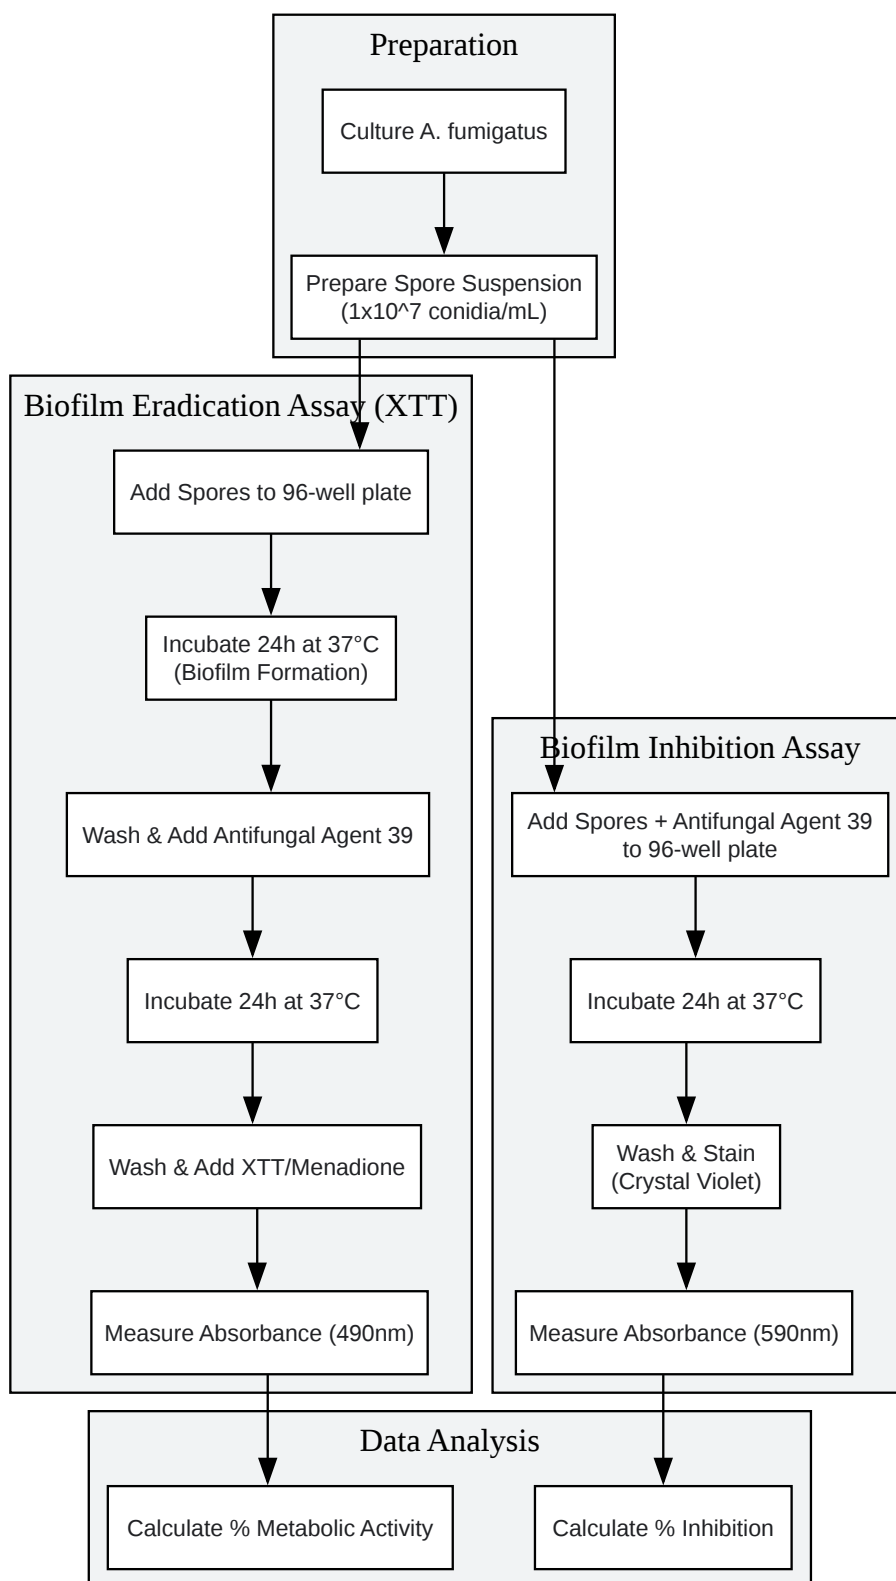 Preparation
Culture A. fumigatus
Prepare Spore Suspension
(1x10^7 conidia/mL)
Biofilm Eradication Assay (XTT)
Add Spores to 96-well plate
Incubate 24h at 37°C
(Biofilm Formation)
Wash & Add Antifungal Agent 39
Incubate 24h at 37°C
Wash & Add XTT/Menadione
Measure Absorbance (490nm)
Biofilm Inhibition Assay
Add Spores + Antifungal Agent 39
to 96-well plate
Incubate 24h at 37°C
Wash & Stain
(Crystal Violet)
Measure Absorbance (590nm)
Data Analysis
Calculate % Metabolic Activity
Calculate % Inhibition